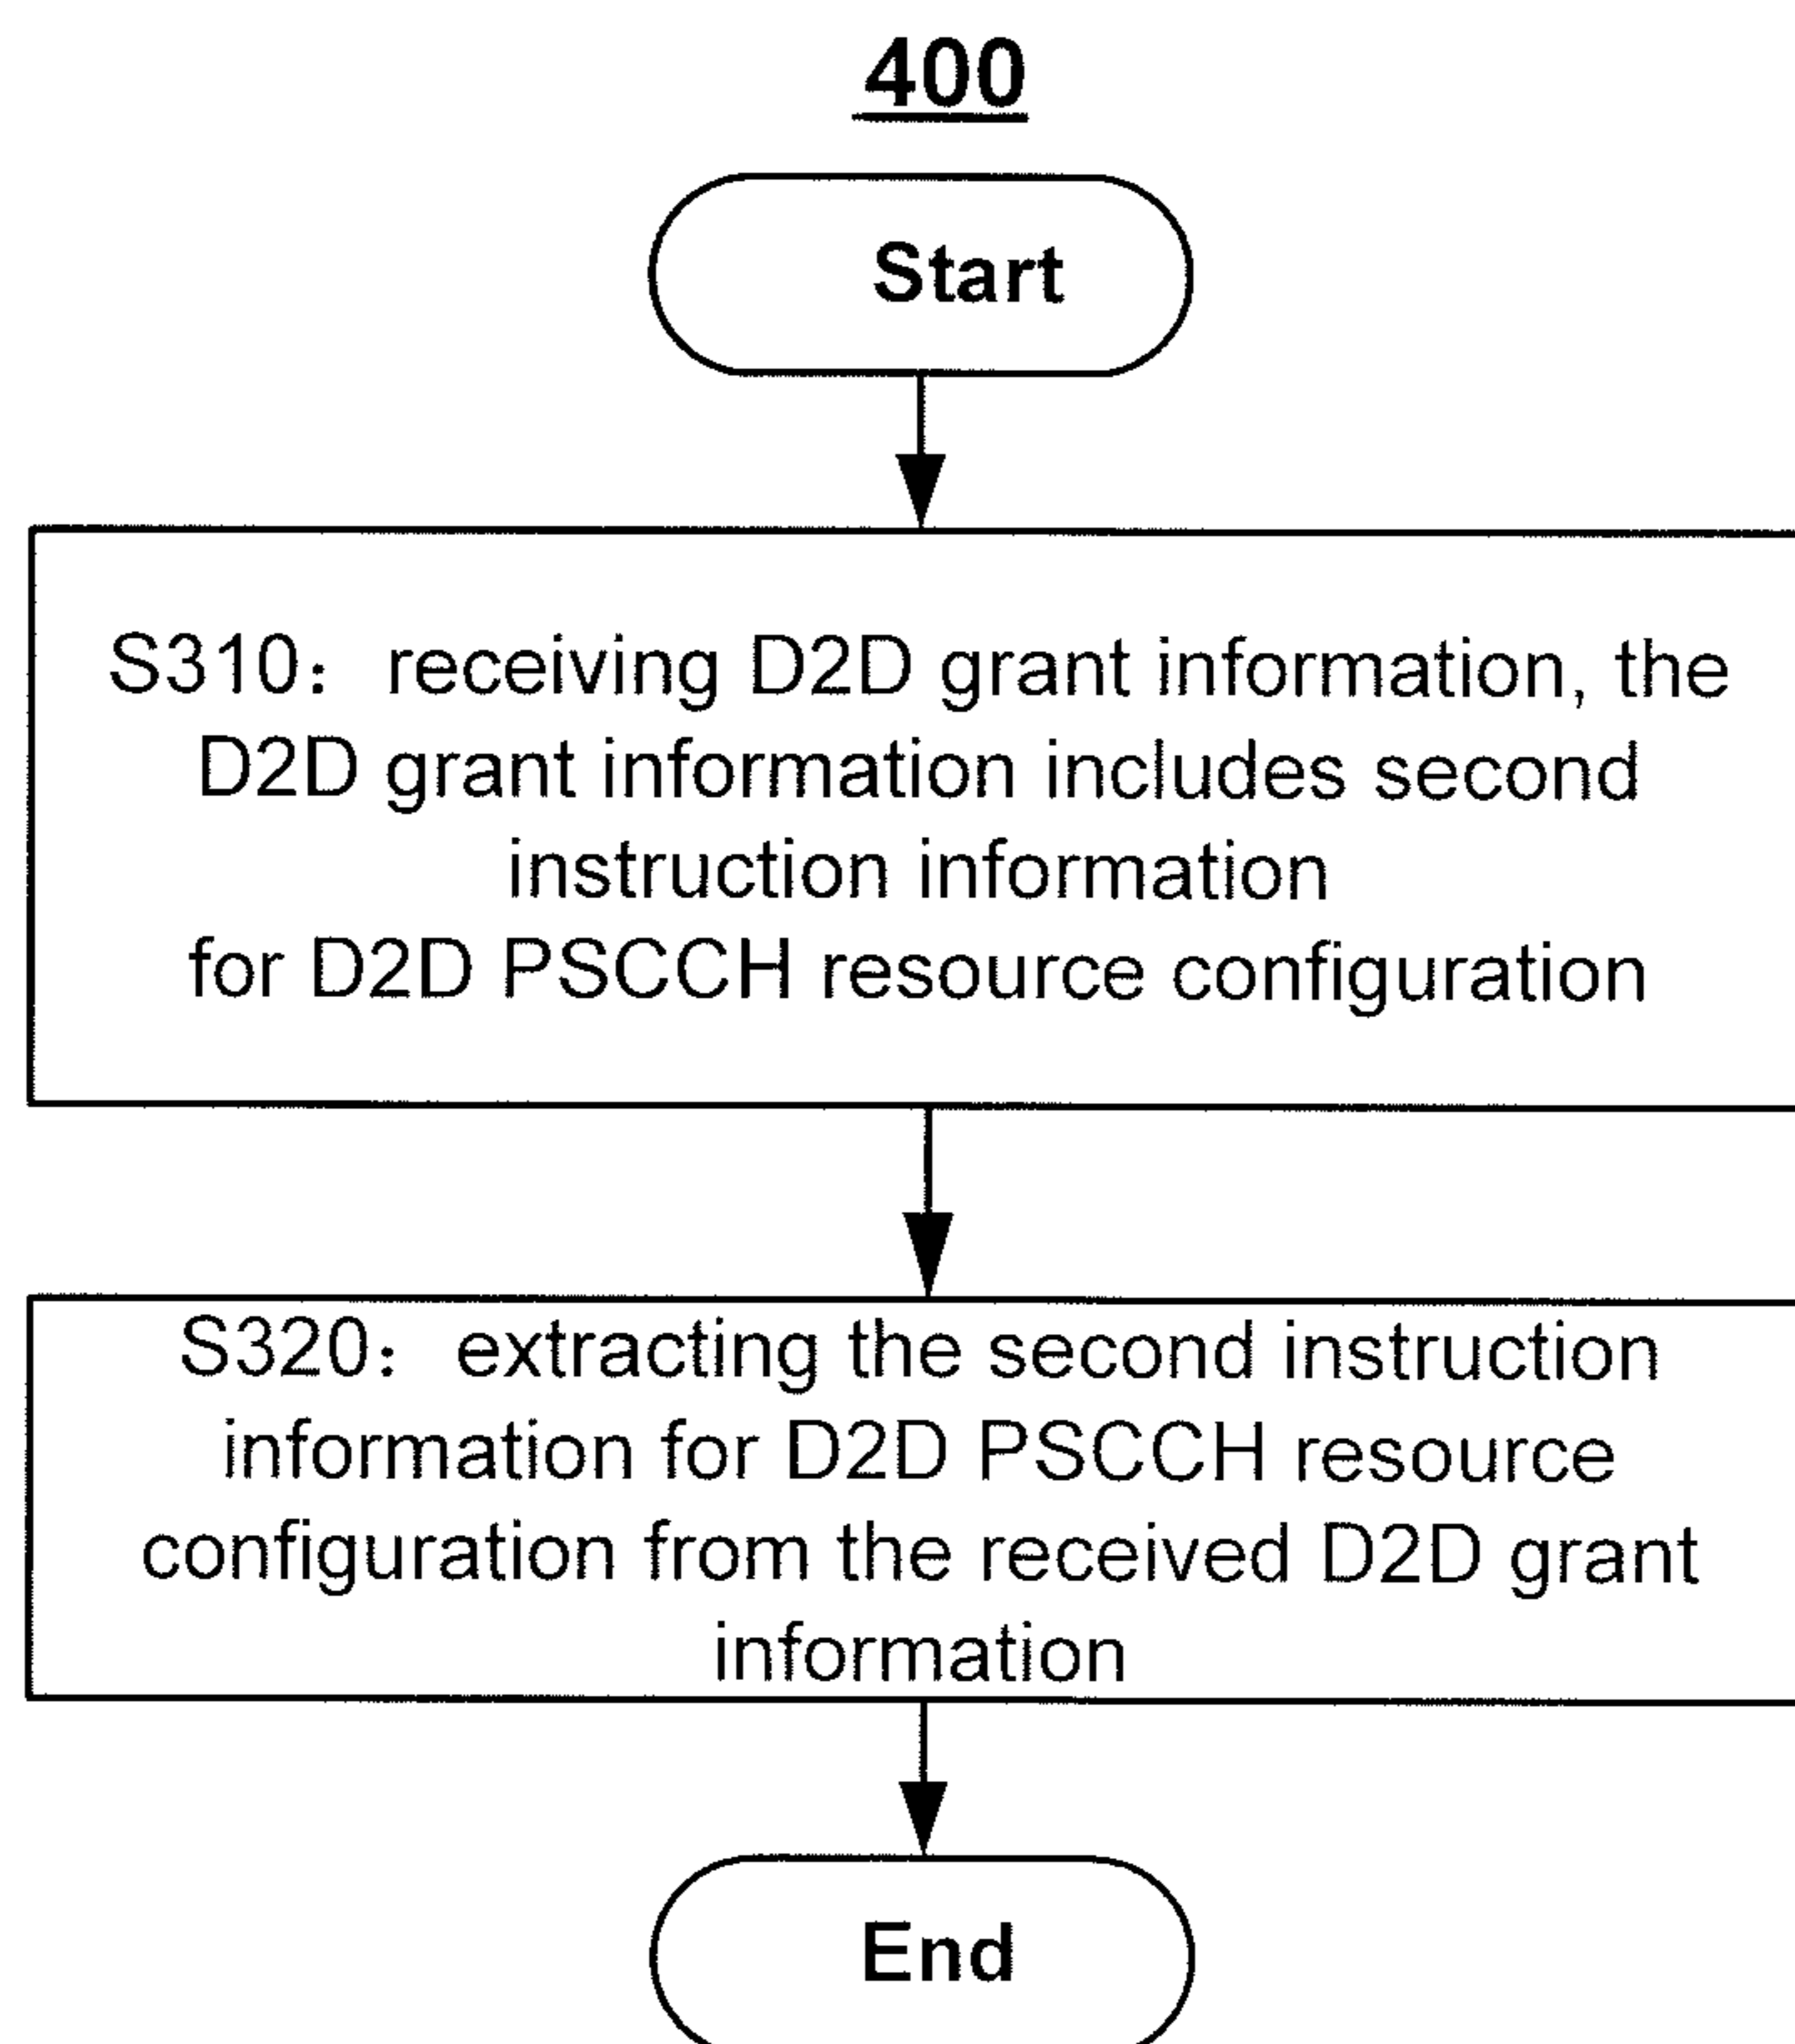 400
Start
S310： receiving D2D grant information, the
D2D grant information includes second
instruction information
for D2D PSCCH resource configuration
S320： extracting the second instruction
information for D2D PSCCH resource
configuration from the received D2D grant
information
End